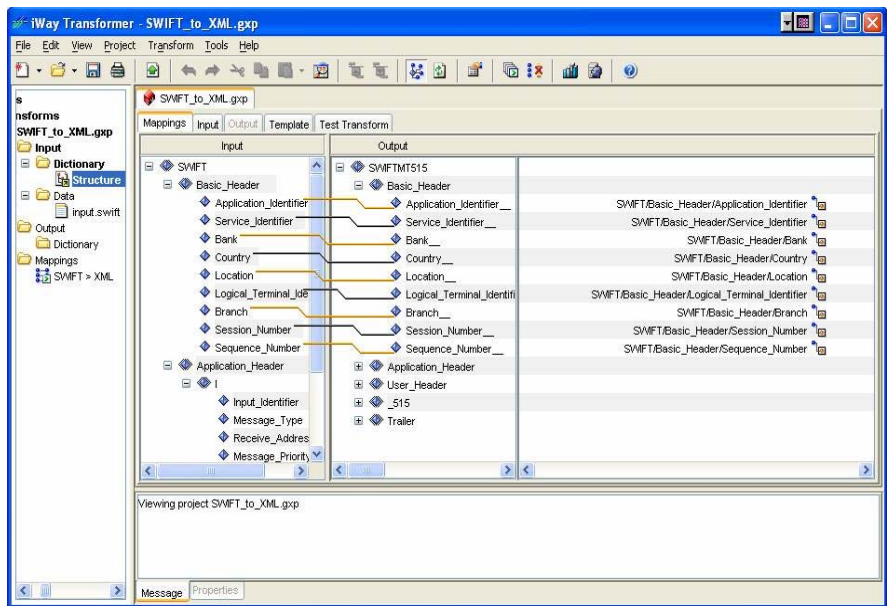 iWay Transformer - SWIFT_to_XML.gxp
File Edit View Project Transform Tools Help
s
nsforms
SWIFT_to_XML.gxp
Input
Dictionary
Structure
Data
input.swift
Output
Dictionary
Mappings
SWIFT > XML
SWIFT_to_XML.gxp
Mappings Input Output Template Test Transform
Input Output
SWIFT
Basic_Header
Application_Identifier
Service_Identifier
Bank
Country
Location
Logical_Terminal_Ide
Branch
Session_Number
Sequence_Number
Application_Header
I
Input_Identifier
Message_Type
Receive_Addres
Message_Priority
SWIFTMT515
Basic_Header
Application_Identifier__
Service_Identifier__
Bank__
Country__
Location__
Logical_Terminal_Identifi
Branch__
Session_Number__
Sequence_Number__
Application_Header
User_Header
_515
Trailer
SWIFT/Basic_Header/Application_Identifier
SWIFT/Basic_Header/Service_Identifier
SWIFT/Basic_Header/Bank
SWIFT/Basic_Header/Country
SWIFT/Basic_Header/Location
SWIFT/Basic_Header/Logical_Terminal_Identifier
SWIFT/Basic_Header/Branch
SWIFT/Basic_Header/Session_Number
SWIFT/Basic_Header/Sequence_Number
Viewing project SWIFT_to_XML.gxp
Message Properties